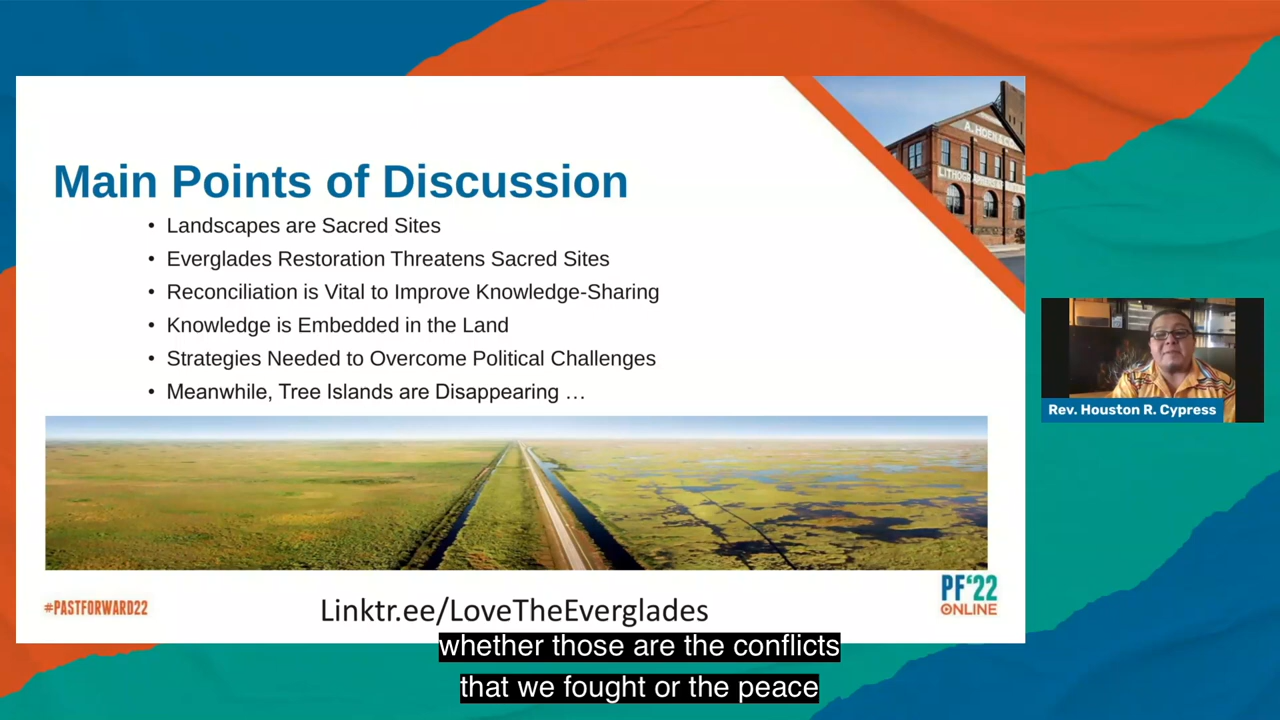 Main Points of Discussion
• Landscapes are Sacred Sites
• Everglades Restoration Threatens Sacred Sites
• Reconciliation is Vital to Improve Knowledge-Sharing
• Knowledge is Embedded in the Land
• Strategies Needed to Overcome Political Challenges
• Meanwhile, Tree Islands are Disappearing …
A. HOEN & CO.
Rev. Houston R. Cypress
#PASTFORWARD22
Linktr.ee/LoveTheEverglades
PF‘22
ONLINE
whether those are the conflicts
that we fought or the peace